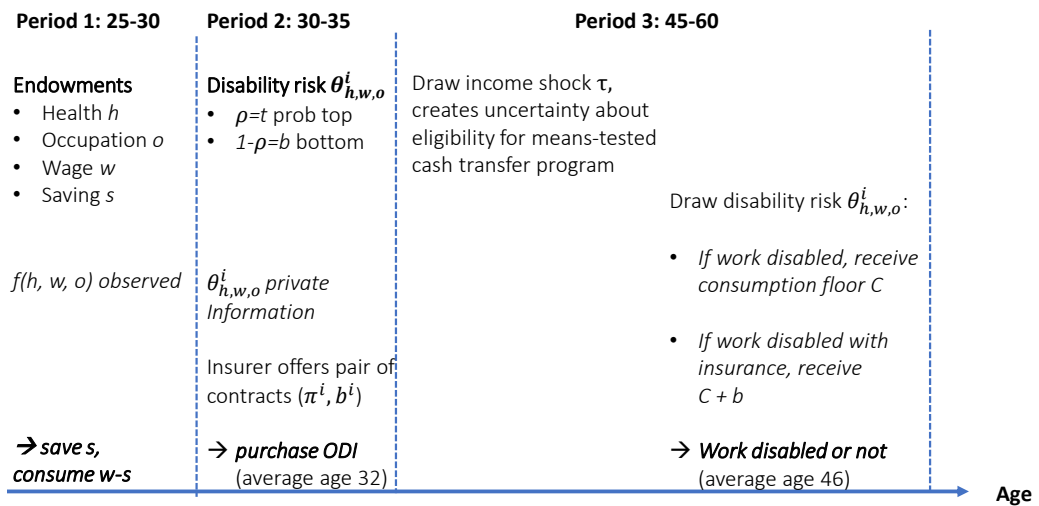 Period 1: 25-30
Period 2: 30-35
Period 3: 45-60
Endowments
• Health h
• Occupation o
• Wage w
• Saving s
f(h, w, o) observed
→ save s,
consume w-s
Disability risk θ^i_{h,w,o}
• ρ=t prob top
• 1-ρ=b bottom
θ^i_{h,w,o} private
Information
Insurer offers pair of
contracts (π^i, b^i)
→ purchase ODI
(average age 32)
Draw income shock τ,
creates uncertainty about
eligibility for means-tested
cash transfer program
Draw disability risk θ^i_{h,w,o}:
• If work disabled, receive
consumption floor C
• If work disabled with
insurance, receive
C + b
→ Work disabled or not
(average age 46)
Age